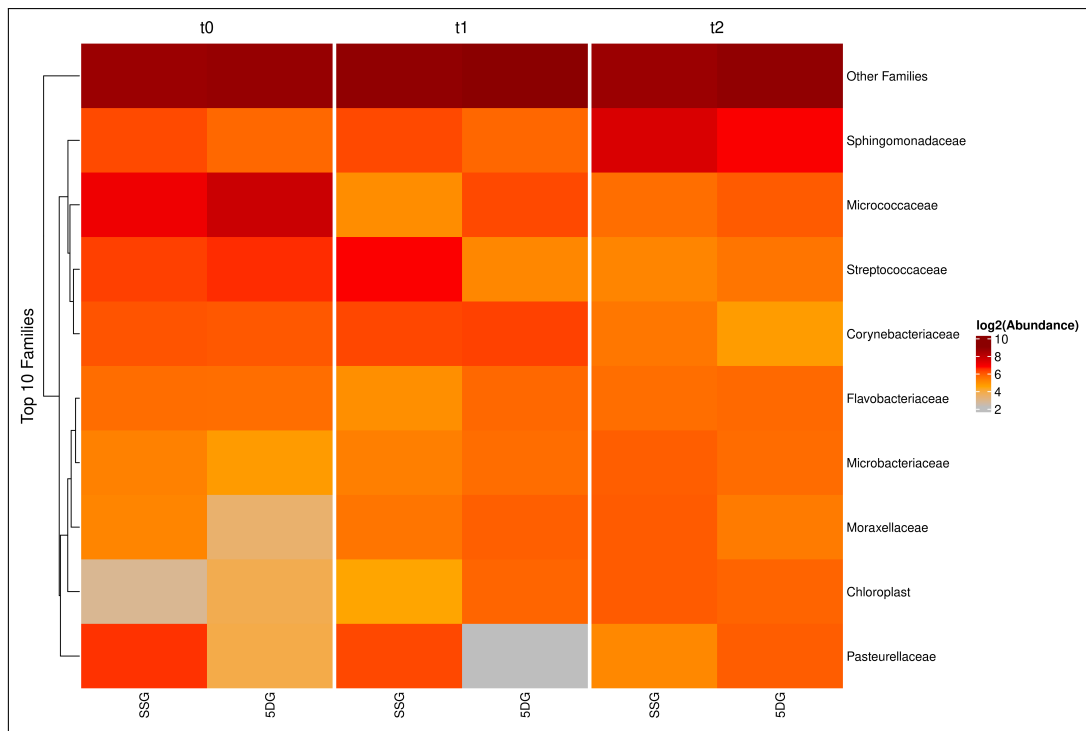 t0 t1 t2
Other Families
Sphingomonadaceae
Micrococcaceae
Streptococcaceae
Corynebacteriaceae
Flavobacteriaceae
Microbacteriaceae
Moraxellaceae
Chloroplast
Pasteurellaceae
Top 10 Families
log2(Abundance)
10
8
6
4
2
SSG 5DG SSG 5DG SSG 5DG